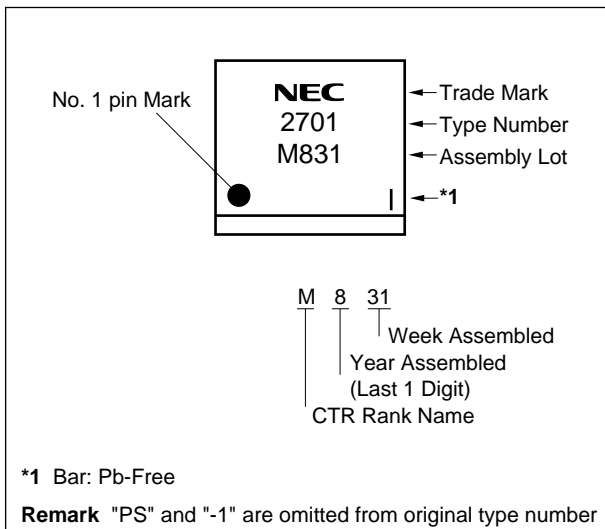 No. 1 pin Mark
NEC
2701
M831
Trade Mark
Type Number
Assembly Lot
*1
M 8 31
Week Assembled
Year Assembled
(Last 1 Digit)
CTR Rank Name
*1 Bar: Pb-Free
Remark "PS" and "-1" are omitted from original type number